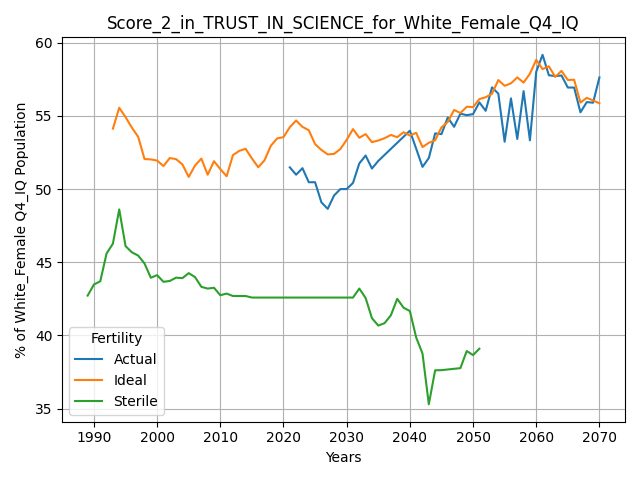 Score_2_in_TRUST_IN_SCIENCE_for_White_Female_Q4_IQ
% of White_Female Q4_IQ Population
60
55
50
45
40
35
Fertility
Actual
Ideal
Sterile
1990 2000 2010 2020 2030 2040 2050 2060 2070
Years